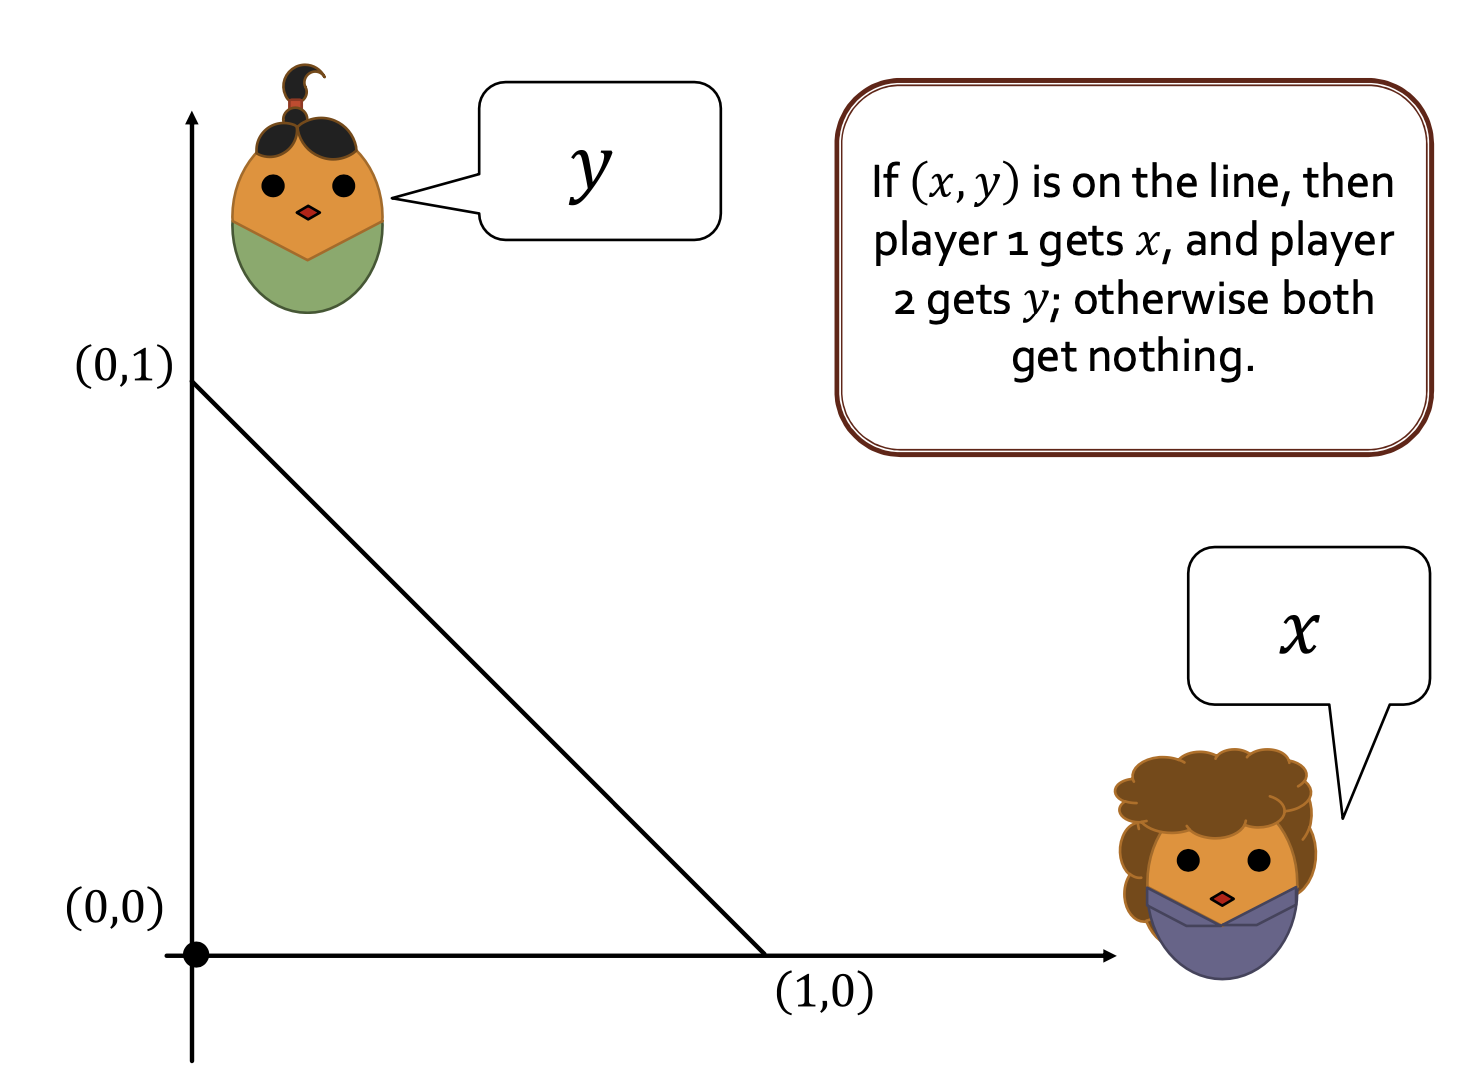 y
If (x, y) is on the line, then
player 1 gets x, and player
2 gets y; otherwise both
get nothing.
(0,1)
x
(0,0)
(1,0)